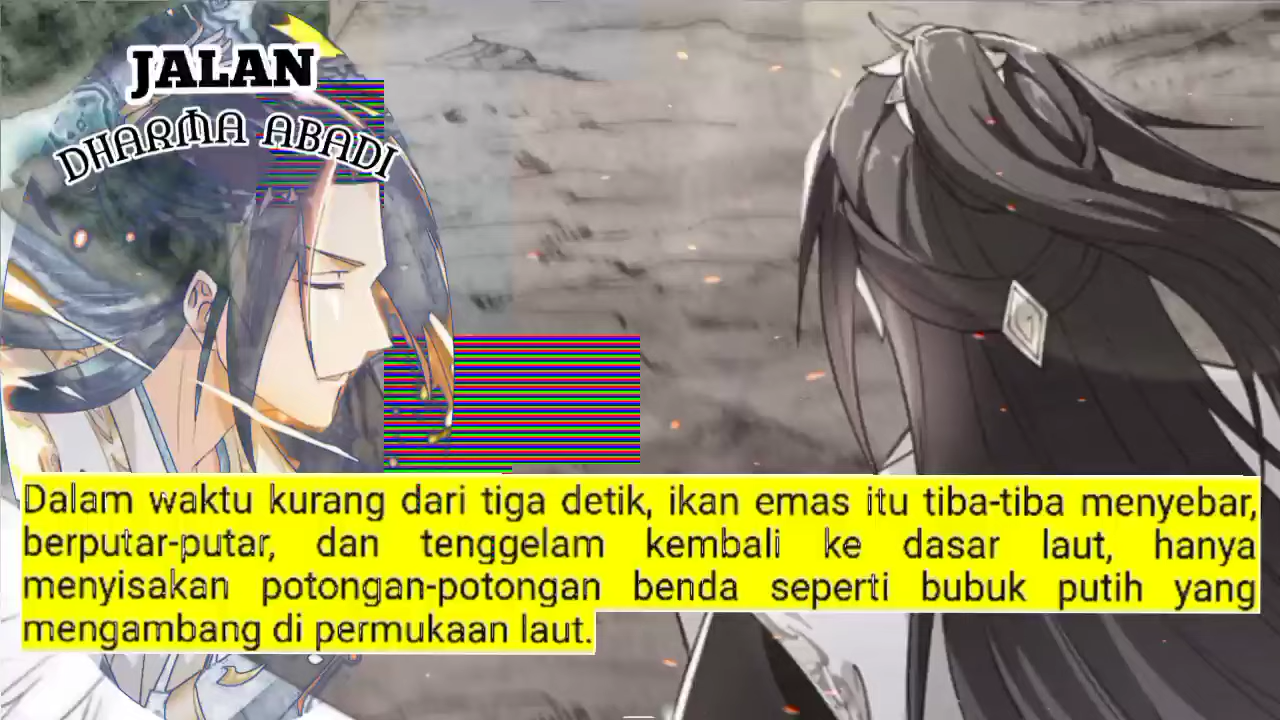 JALAN
DHARMA ABADI
Dalam waktu kurang dari tiga detik, ikan emas itu tiba-tiba menyebar,
berputar-putar, dan tenggelam kembali ke dasar laut, hanya
menyisakan potongan-potongan benda seperti bubuk putih yang
mengambang di permukaan laut.